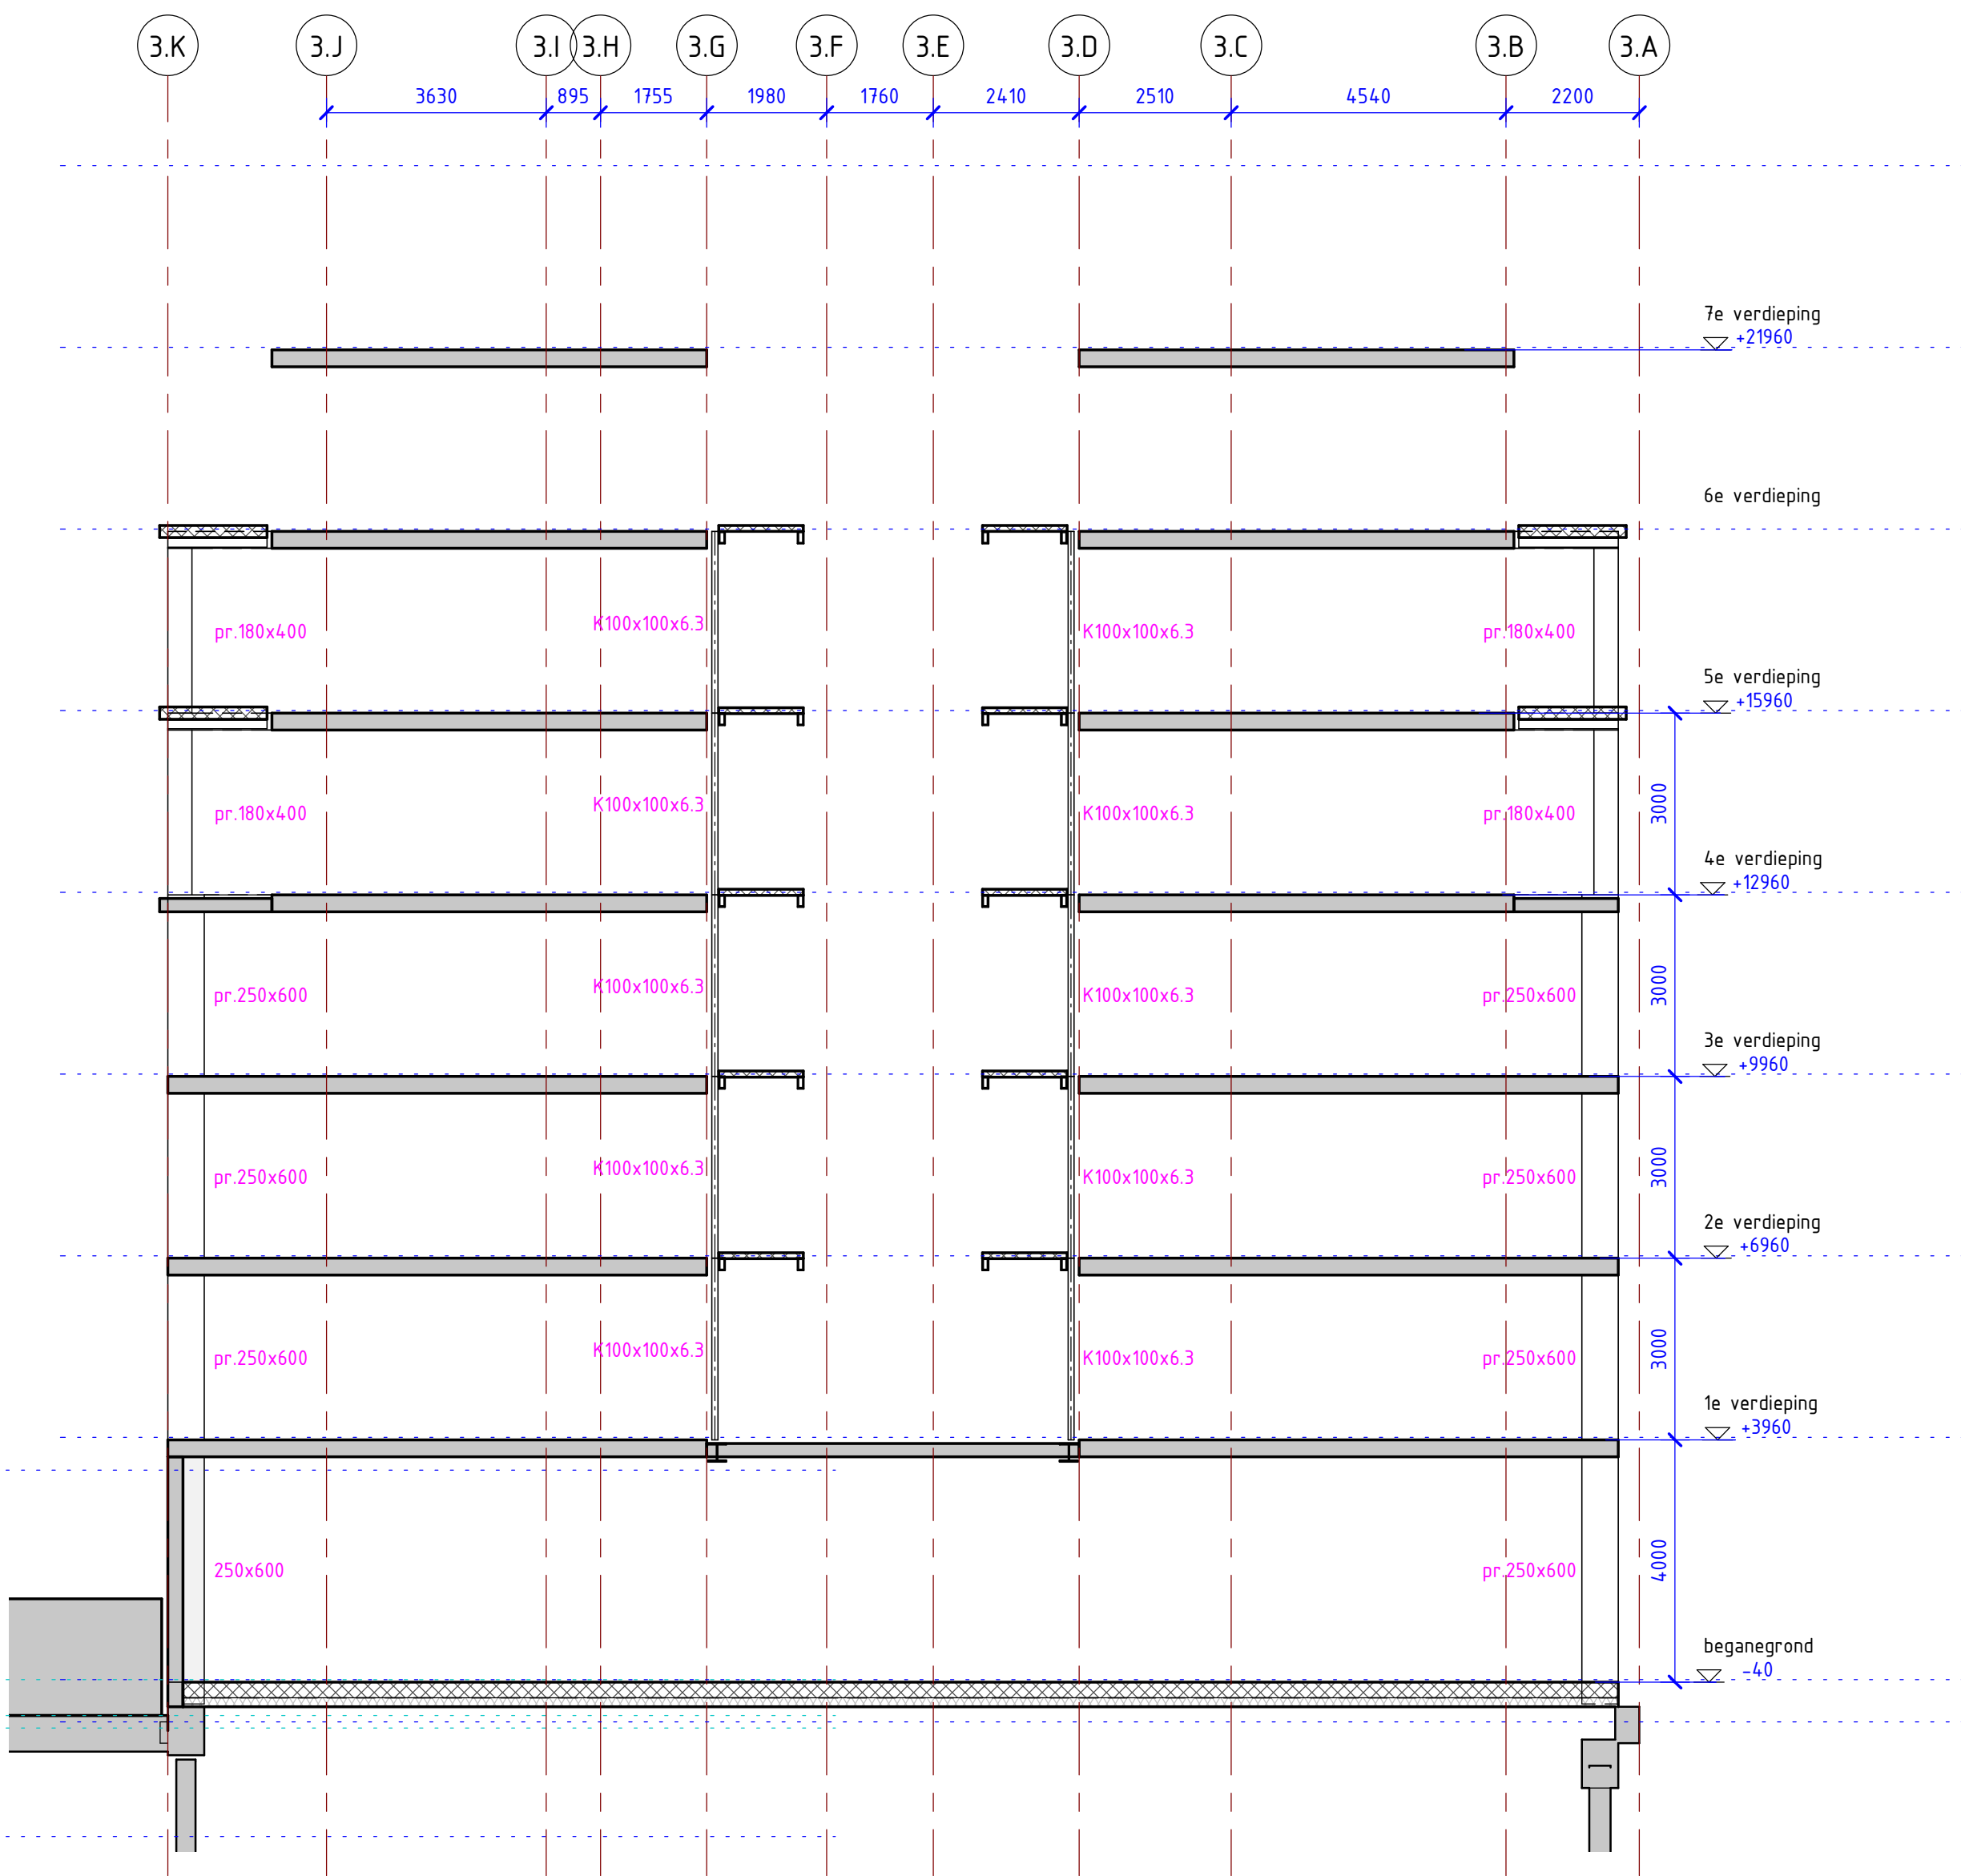 3.K 3.J 3.I 3.H 3.G 3.F 3.E 3.D 3.C 3.B 3.A
3630 895 1755 1980 1760 2410 2510 4540 2200
7e verdieping
+21960
6e verdieping
pr.180x400 K100x100x6.3 K100x100x6.3 pr.180x400
5e verdieping
+15960
pr.180x400 K100x100x6.3 K100x100x6.3 pr.180x400
3000
4e verdieping
+12960
pr.250x600 K100x100x6.3 K100x100x6.3 pr.250x600
3000
3e verdieping
+9960
pr.250x600 K100x100x6.3 K100x100x6.3 pr.250x600
3000
2e verdieping
+6960
pr.250x600 K100x100x6.3 K100x100x6.3 pr.250x600
3000
1e verdieping
+3960
250x600 pr.250x600
4000
beganegrond
-40